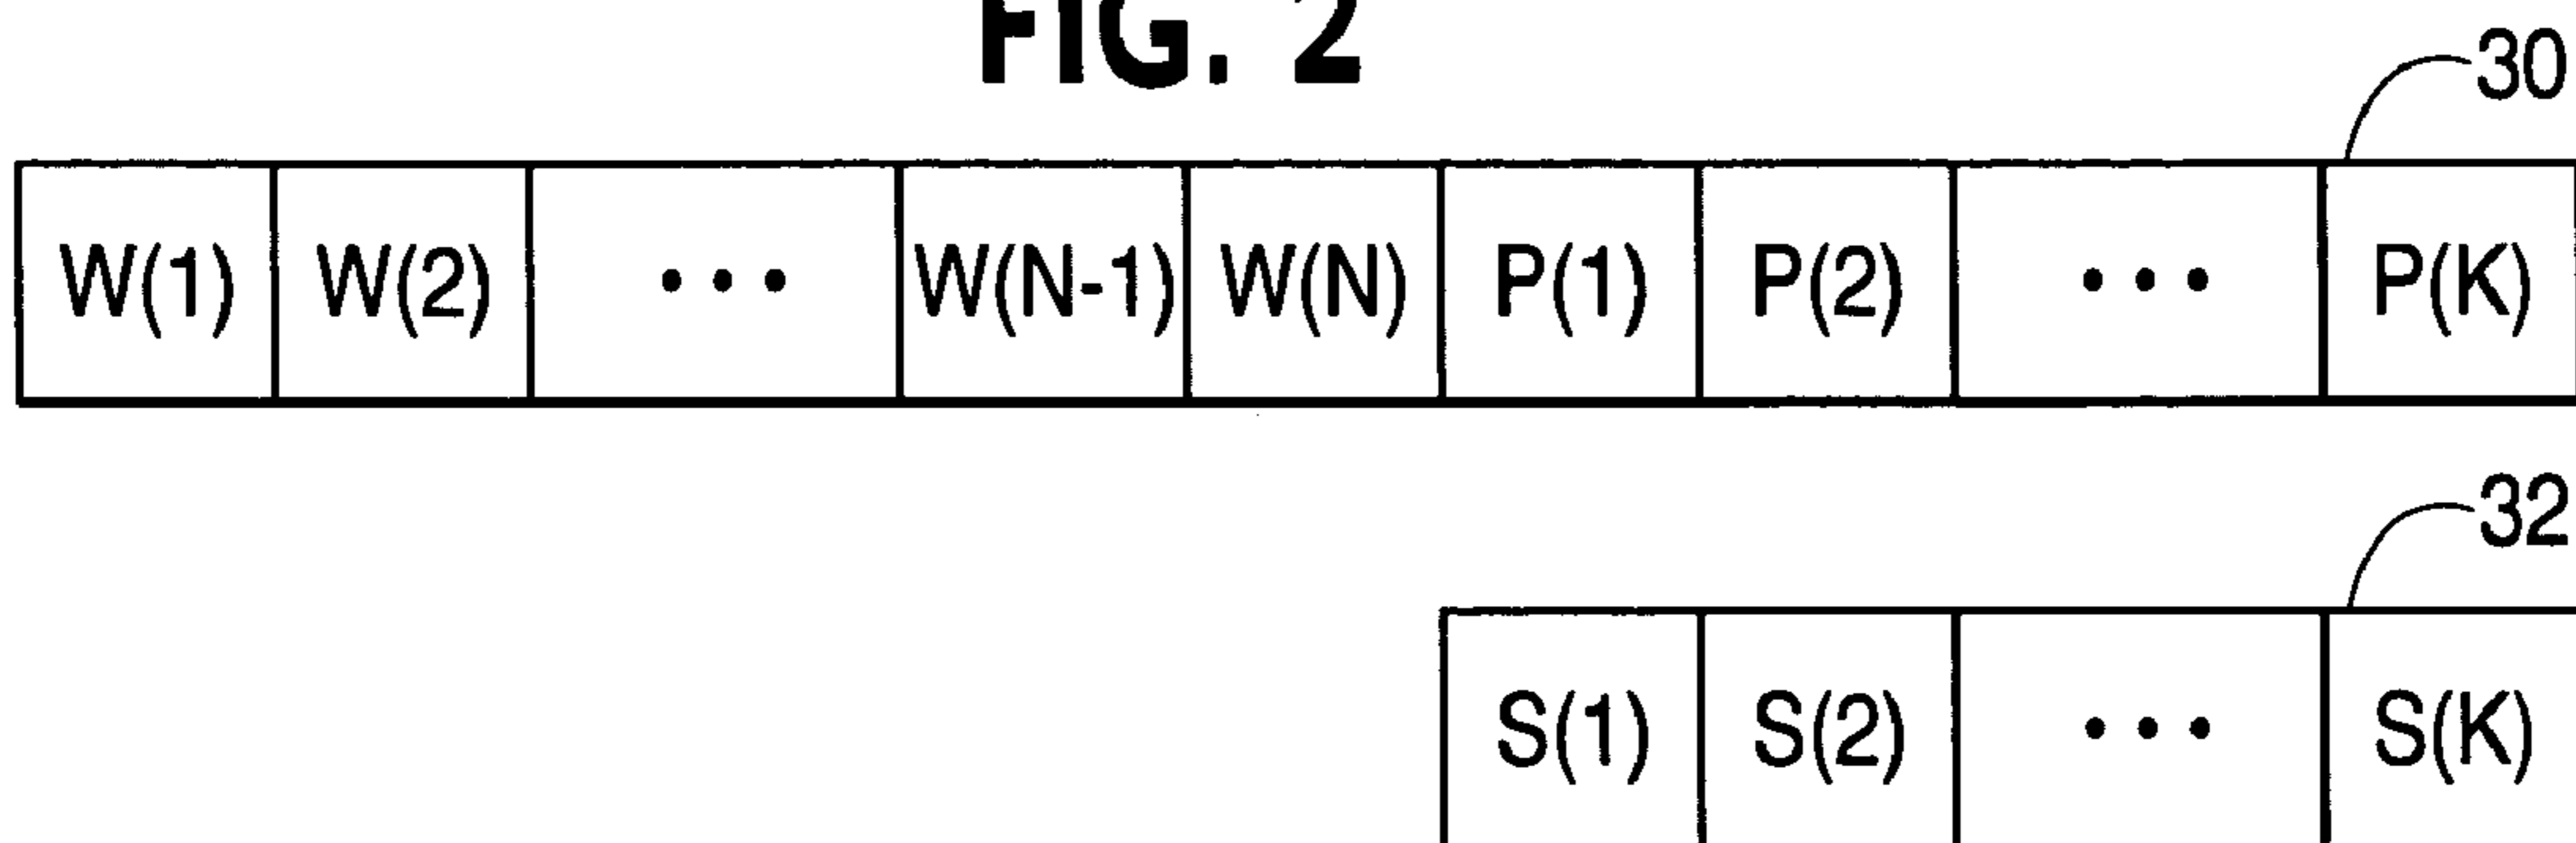 FIG. 2
30
W(1) W(2) • • • W(N-1) W(N) P(1) P(2) • • • P(K)
32
S(1) S(2) • • • S(K)